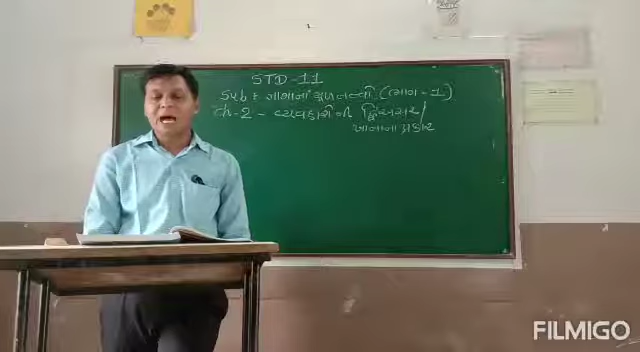 STD-11
Sub : નામાનાં મૂળતત્ત્વો (ભાગ-1)
Ch-2 - વ્યવહારોની દ્વિઅસર/
ખાતાના પ્રકાર
FILMIGO